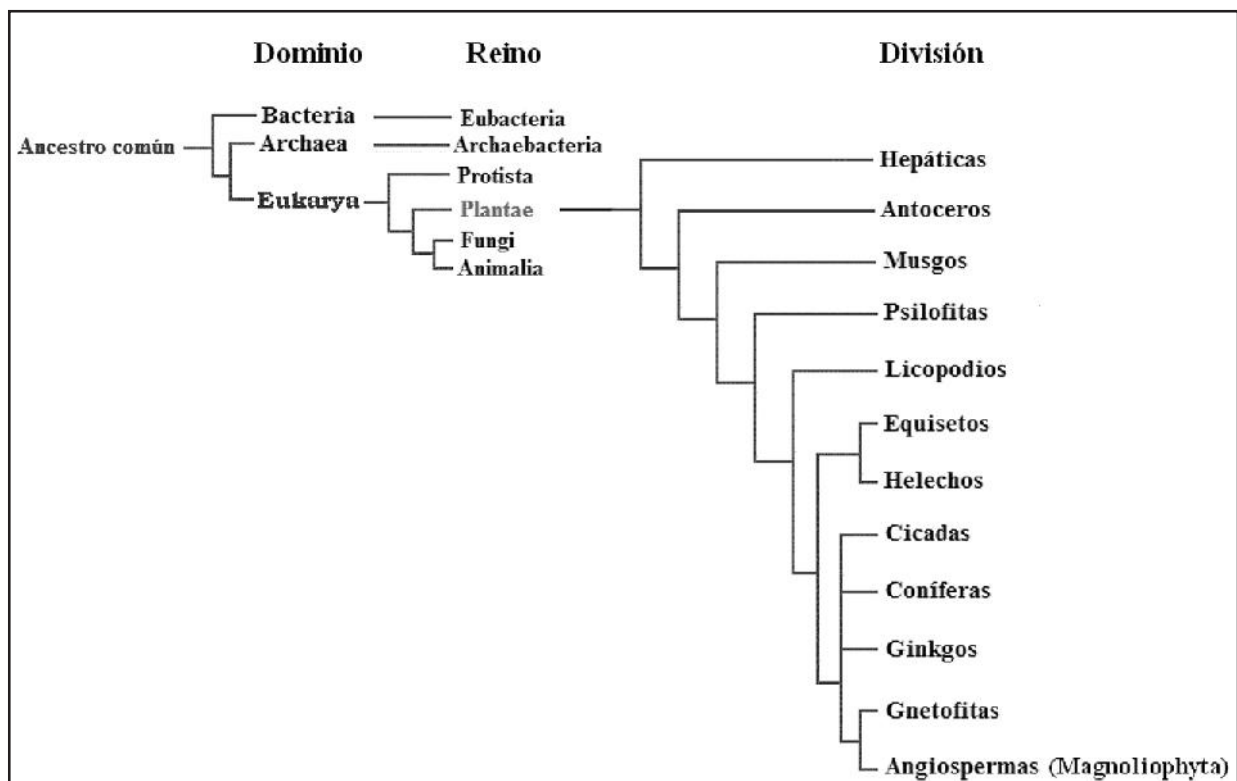 Dominio Reino División
Bacteria Eubacteria
Ancestro común Archaea Archaebacteria
Hepáticas
Protista
Eukarya
Plantae
Antoceros
Fungi
Animalia
Musgos
Psilofitas
Licopodios
Equisetos
Helechos
Cicadas
Coníferas
Ginkgos
Gnetofitas
Angiospermas (Magnoliophyta)